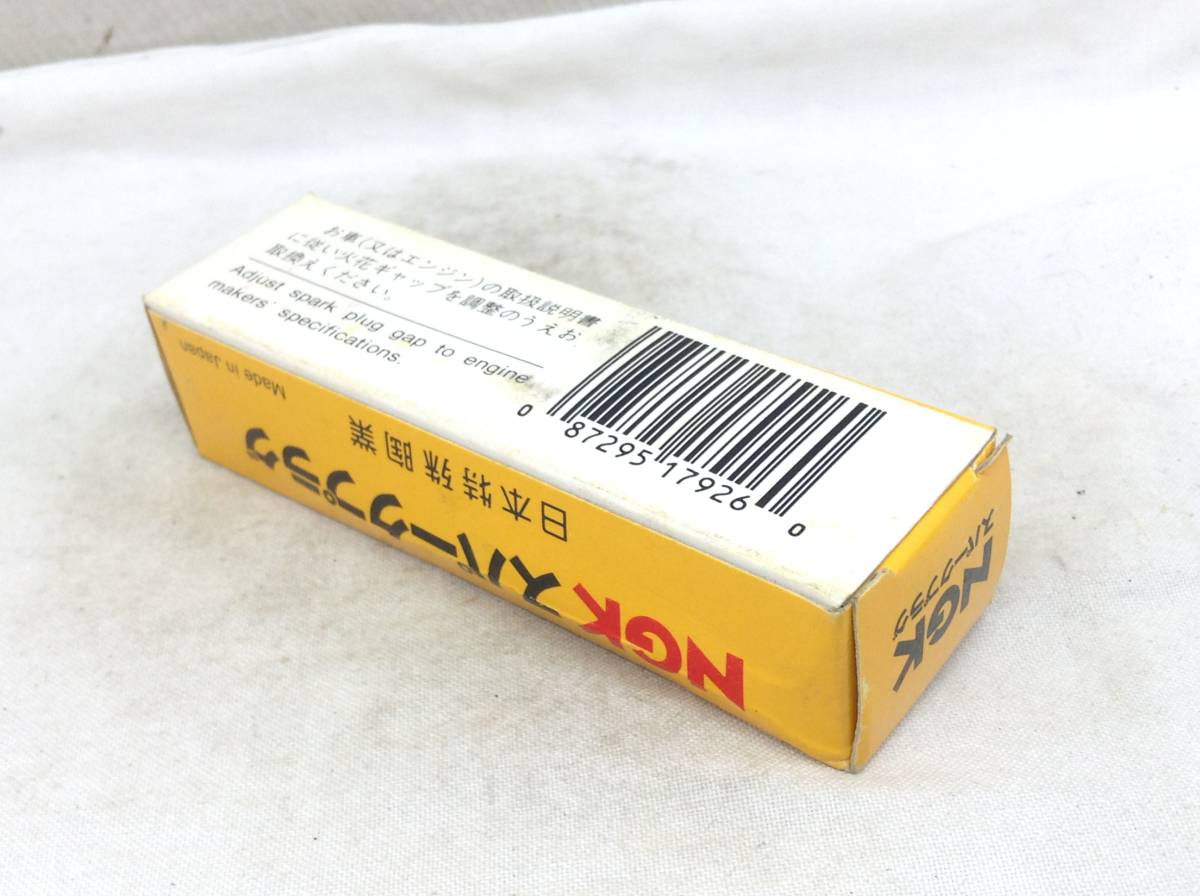 お車(又はエンジン)の取扱説明書
に従い火花ギャップを調整のうえお
取換えください。
Adjust spark plug gap to engine
makers' specifications.
0 87295 17926 0
Made in Japan
日本特殊陶業
NGK スパークプラグ
NGK
スパークプラグ